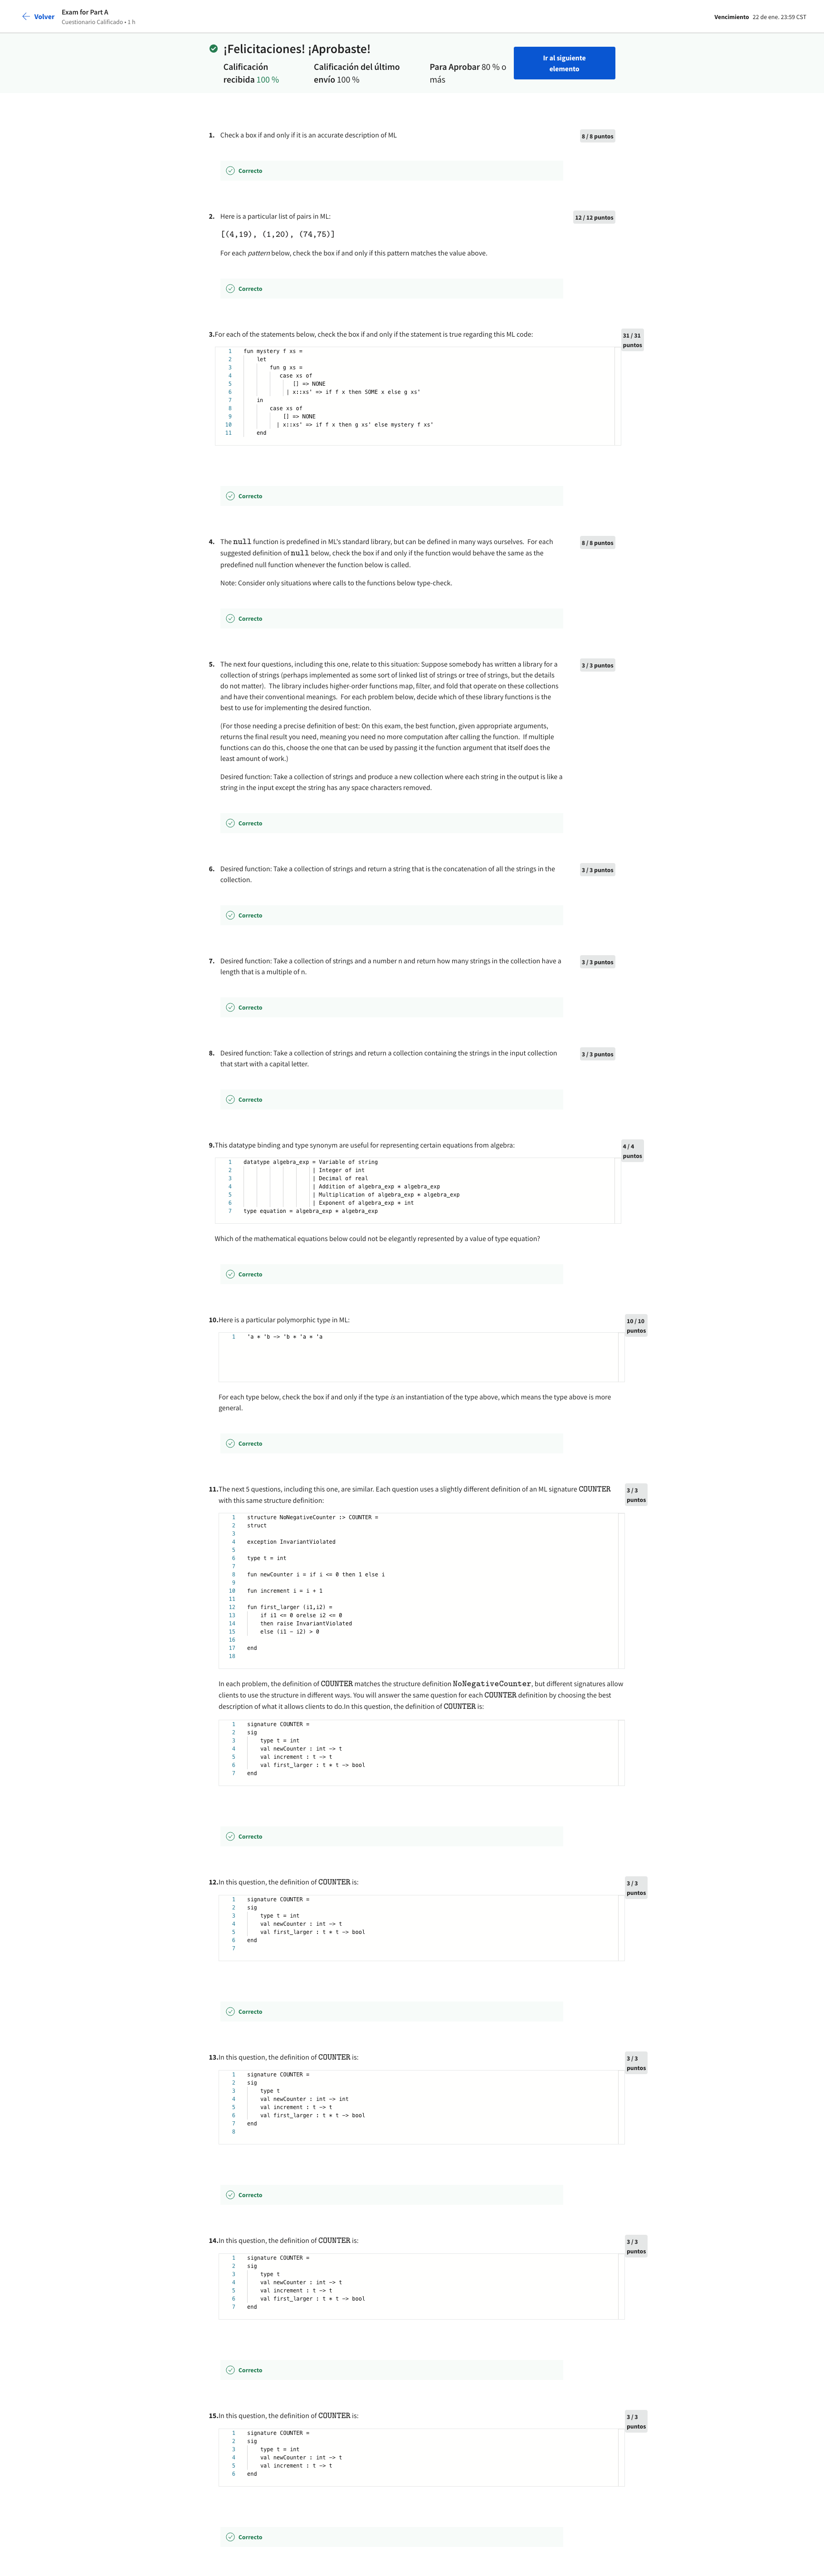 Volver
Exam for Part A
Cuestionario Calificado • 1 h
Vencimiento 22 de ene. 23:59 CST
¡Felicitaciones! ¡Aprobaste!
Calificación
recibida 100 %
Calificación del último
envío 100 %
Para Aprobar 80 % o
más
Ir al siguiente
elemento
1. Check a box if and only if it is an accurate description of ML
8 / 8 puntos
Correcto
2. Here is a particular list of pairs in ML:
12 / 12 puntos
[(4,19), (1,20), (74,75)]
For each pattern below, check the box if and only if this pattern matches the value above.
Correcto
3. For each of the statements below, check the box if and only if the statement is true regarding this ML code:
31 / 31
puntos
1 fun mystery f xs =
2 let
3 fun g xs =
4 case xs of
5 [] => NONE
6 | x::xs' => if f x then SOME x else g xs'
7 in
8 case xs of
9 [] => NONE
10 | x::xs' => if f x then g xs' else mystery f xs'
11 end
Correcto
4. The null function is predefined in ML's standard library, but can be defined in many ways ourselves. For each
suggested definition of null below, check the box if and only if the function would behave the same as the
predefined null function whenever the function below is called.
8 / 8 puntos
Note: Consider only situations where calls to the functions below type-check.
Correcto
5. The next four questions, including this one, relate to this situation: Suppose somebody has written a library for a
collection of strings (perhaps implemented as some sort of linked list of strings or tree of strings, but the details
do not matter). The library includes higher-order functions map, filter, and fold that operate on these collections
and have their conventional meanings. For each problem below, decide which of these library functions is the
best to use for implementing the desired function.
3 / 3 puntos
(For those needing a precise definition of best: On this exam, the best function, given appropriate arguments,
returns the final result you need, meaning you need no more computation after calling the function. If multiple
functions can do this, choose the one that can be used by passing it the function argument that itself does the
least amount of work.)
Desired function: Take a collection of strings and produce a new collection where each string in the output is like a
string in the input except the string has any space characters removed.
Correcto
6. Desired function: Take a collection of strings and return a string that is the concatenation of all the strings in the
collection.
3 / 3 puntos
Correcto
7. Desired function: Take a collection of strings and a number n and return how many strings in the collection have a
length that is a multiple of n.
3 / 3 puntos
Correcto
8. Desired function: Take a collection of strings and return a collection containing the strings in the input collection
that start with a capital letter.
3 / 3 puntos
Correcto
9. This datatype binding and type synonym are useful for representing certain equations from algebra:
4 / 4
puntos
1 datatype algebra_exp = Variable of string
2 | Integer of int
3 | Decimal of real
4 | Addition of algebra_exp * algebra_exp
5 | Multiplication of algebra_exp * algebra_exp
6 | Exponent of algebra_exp * int
7 type equation = algebra_exp * algebra_exp
Which of the mathematical equations below could not be elegantly represented by a value of type equation?
Correcto
10. Here is a particular polymorphic type in ML:
10 / 10
puntos
1 'a * 'b -> 'b * 'a * 'a
For each type below, check the box if and only if the type is an instantiation of the type above, which means the type above is more
general.
Correcto
11. The next 5 questions, including this one, are similar. Each question uses a slightly different definition of an ML signature COUNTER
with this same structure definition:
3 / 3
puntos
1 structure NoNegativeCounter :> COUNTER =
2 struct
3
4 exception InvariantViolated
5
6 type t = int
7
8 fun newCounter i = if i <= 0 then 1 else i
9
10 fun increment i = i + 1
11
12 fun first_larger (i1,i2) =
13 if i1 <= 0 orelse i2 <= 0
14 then raise InvariantViolated
15 else (i1 - i2) > 0
16
17 end
18
In each problem, the definition of COUNTER matches the structure definition NoNegativeCounter, but different signatures allow
clients to use the structure in different ways. You will answer the same question for each COUNTER definition by choosing the best
description of what it allows clients to do.In this question, the definition of COUNTER is:
1 signature COUNTER =
2 sig
3 type t = int
4 val newCounter : int -> t
5 val increment : t -> t
6 val first_larger : t * t -> bool
7 end
Correcto
12. In this question, the definition of COUNTER is:
3 / 3
puntos
1 signature COUNTER =
2 sig
3 type t = int
4 val newCounter : int -> t
5 val first_larger : t * t -> bool
6 end
7
Correcto
13. In this question, the definition of COUNTER is:
3 / 3
puntos
1 signature COUNTER =
2 sig
3 type t
4 val newCounter : int -> int
5 val increment : t -> t
6 val first_larger : t * t -> bool
7 end
8
Correcto
14. In this question, the definition of COUNTER is:
3 / 3
puntos
1 signature COUNTER =
2 sig
3 type t
4 val newCounter : int -> t
5 val increment : t -> t
6 val first_larger : t * t -> bool
7 end
Correcto
15. In this question, the definition of COUNTER is:
3 / 3
puntos
1 signature COUNTER =
2 sig
3 type t = int
4 val newCounter : int -> t
5 val increment : t -> t
6 end
Correcto